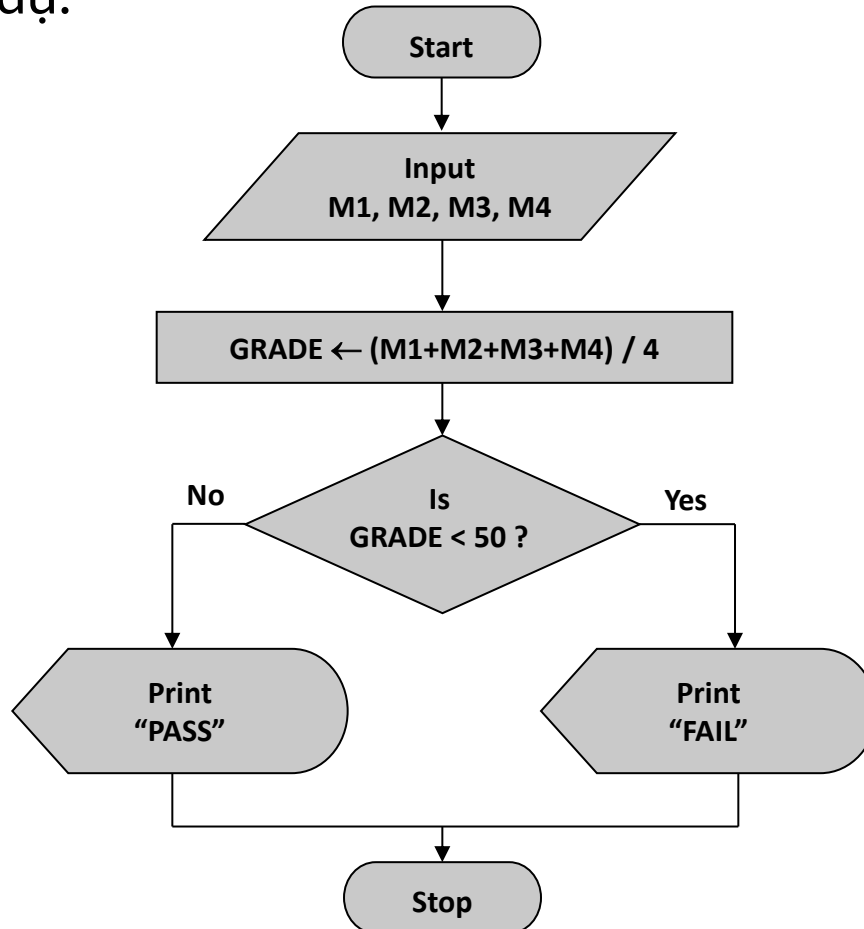 dụ:
Start
Input
M1, M2, M3, M4
GRADE ← (M1+M2+M3+M4) / 4
Is
GRADE < 50 ?
No
Yes
Print
“PASS”
Print
“FAIL”
Stop